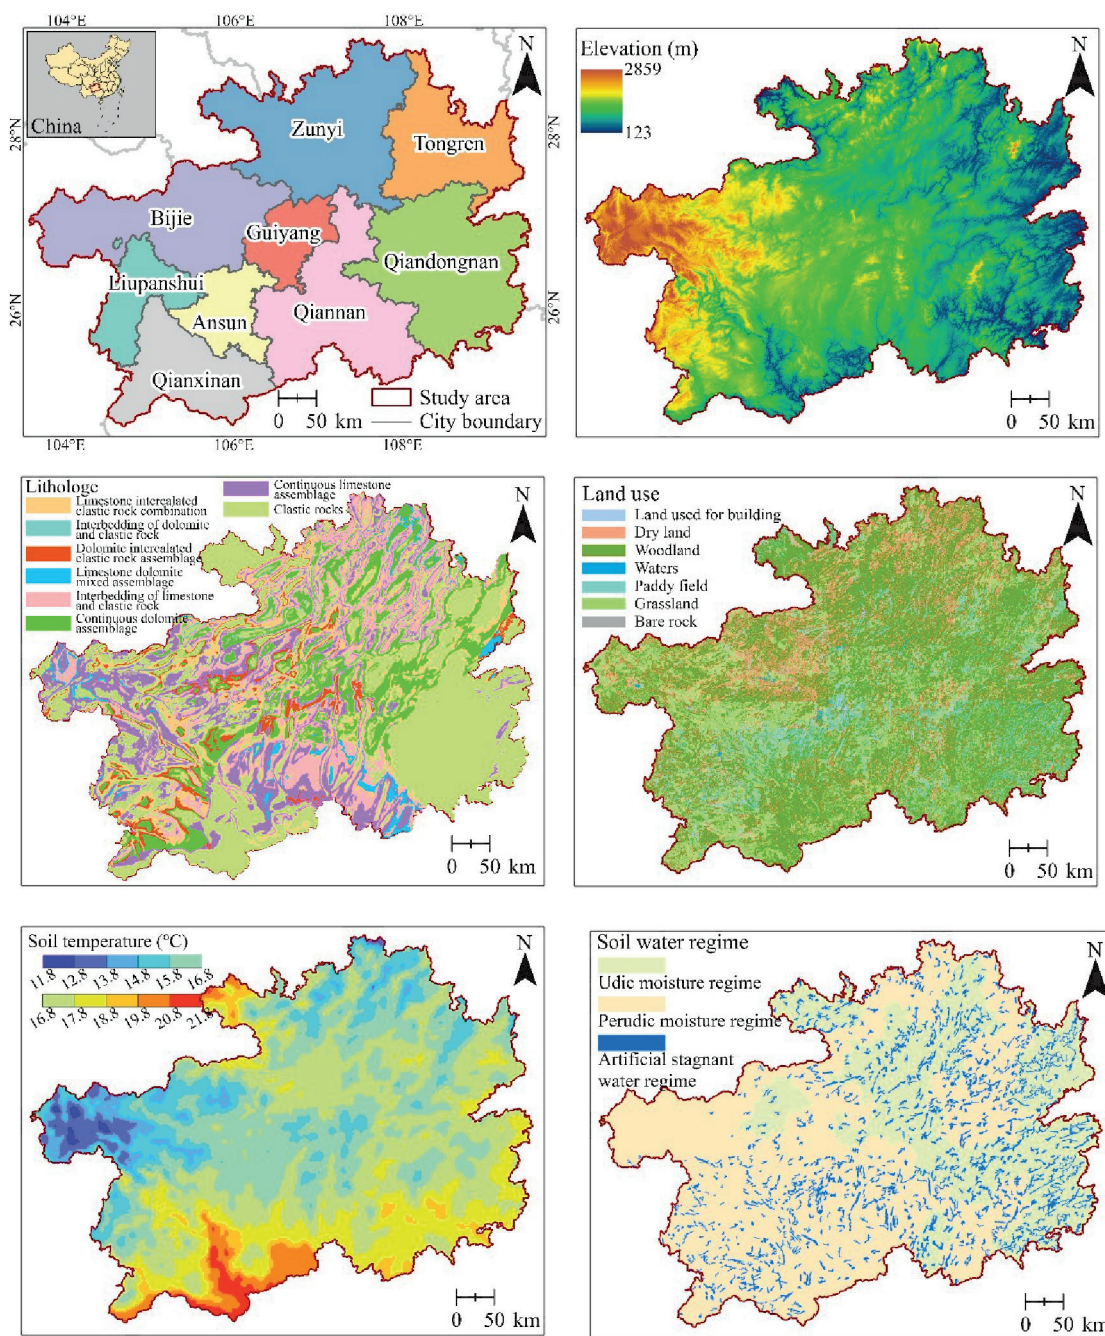 104°E
106°E
108°E
N
China
Zunyi
Tongren
28°N
Bijie
Guiyang
Qiandongnan
Liupanshui
Ansun
Qiannan
26°N
Qianxinan
0 50 km
Study area
City boundary
104°E
106°E
108°E
28°N
26°N
Elevation (m)
2859
123
N
0 50 km
Lithologe
Limestone intercalated
clastic rock combination
Interbedding of dolomite
and clastic rock
Dolomite intercalated
clastic rock assemblage
Limestone dolomite
mixed assemblage
Interbedding of limestone
and clastic rock
Continuous dolomite
assemblage
Continuous limestone
assemblage
Clastic rocks
N
0 50 km
Land use
Land used for building
Dry land
Woodland
Waters
Paddy field
Grassland
Bare rock
N
0 50 km
Soil temperature (°C)
11.8 12.8 13.8 14.8 15.8 16.8
16.8 17.8 18.8 19.8 20.8 21.8
N
0 50 km
Soil water regime
Udic moisture regime
Perudic moisture regime
Artificial stagnant
water regime
N
0 50 km